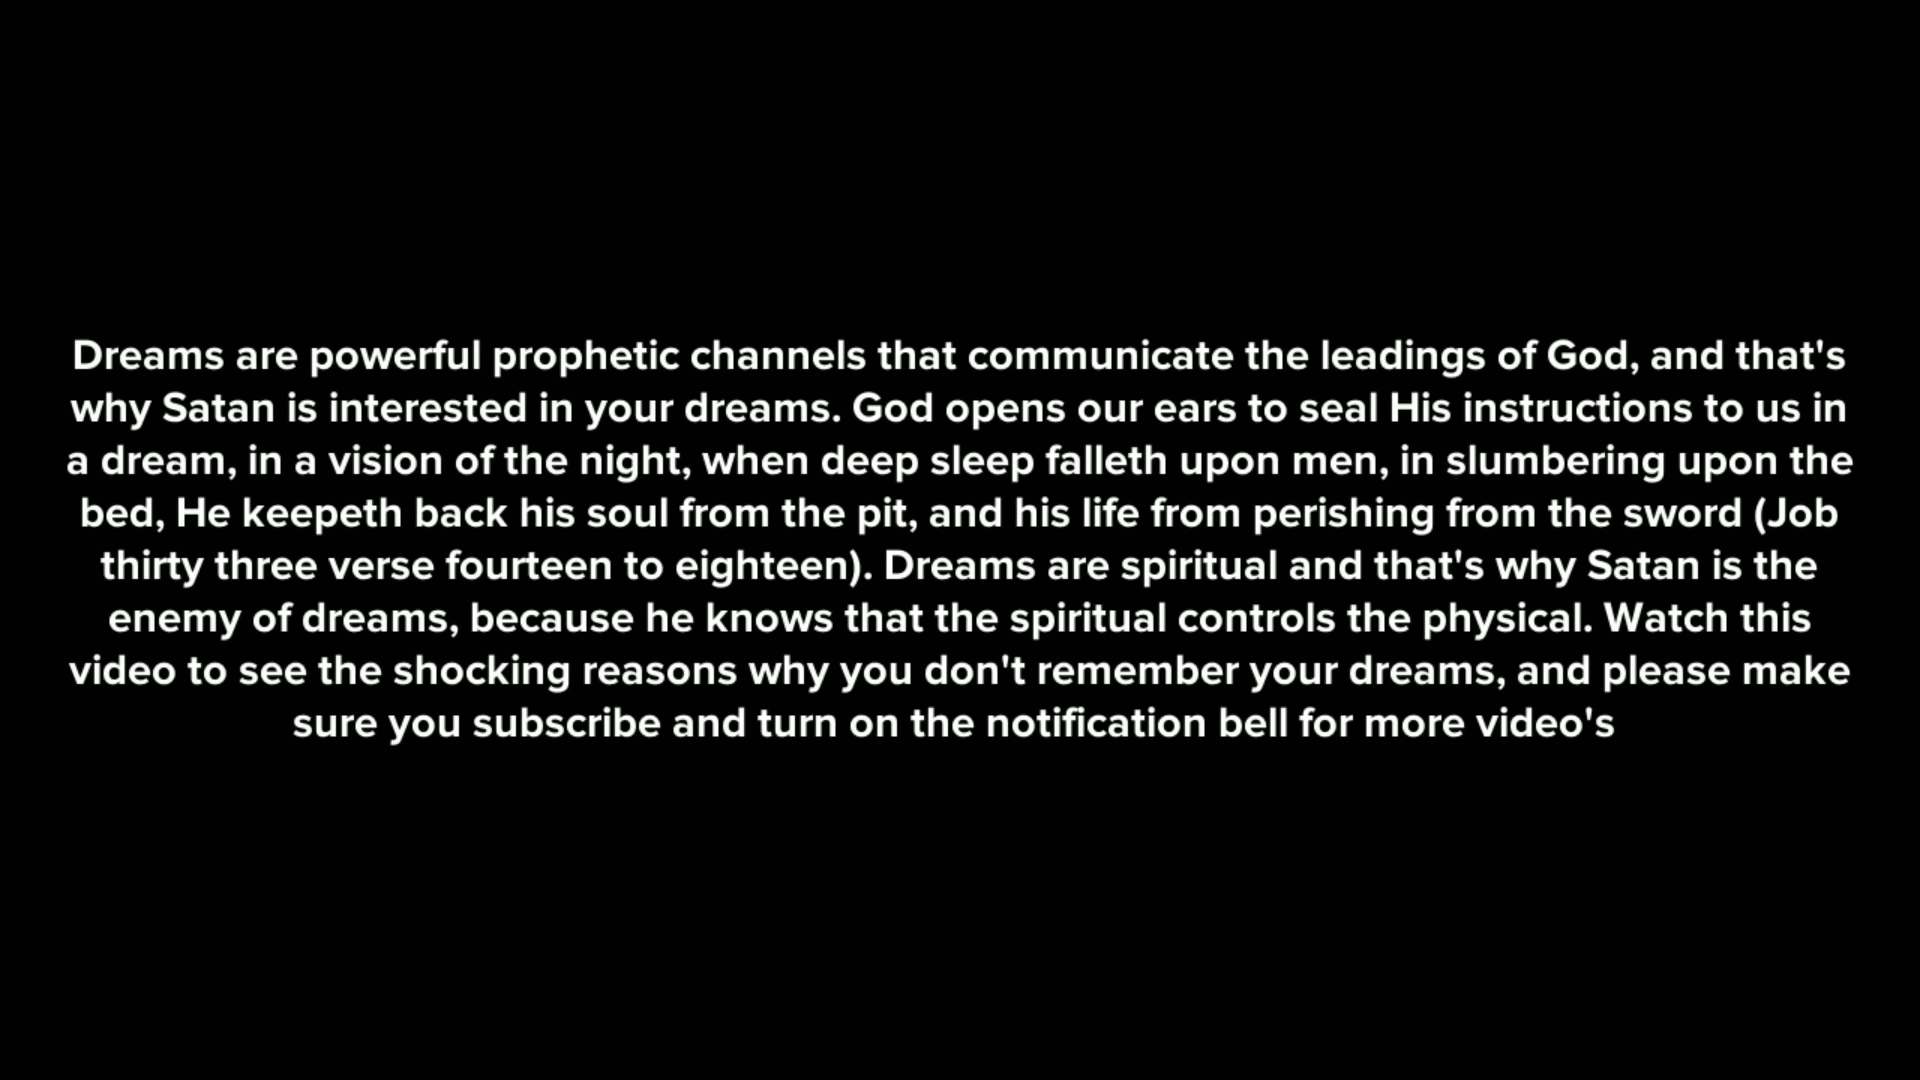 Dreams are powerful prophetic channels that communicate the leadings of God, and that's
why Satan is interested in your dreams. God opens our ears to seal His instructions to us in
a dream, in a vision of the night, when deep sleep falleth upon men, in slumbering upon the
bed, He keepeth back his soul from the pit, and his life from perishing from the sword (Job
thirty three verse fourteen to eighteen). Dreams are spiritual and that's why Satan is the
enemy of dreams, because he knows that the spiritual controls the physical. Watch this
video to see the shocking reasons why you don't remember your dreams, and please make
sure you subscribe and turn on the notification bell for more video's